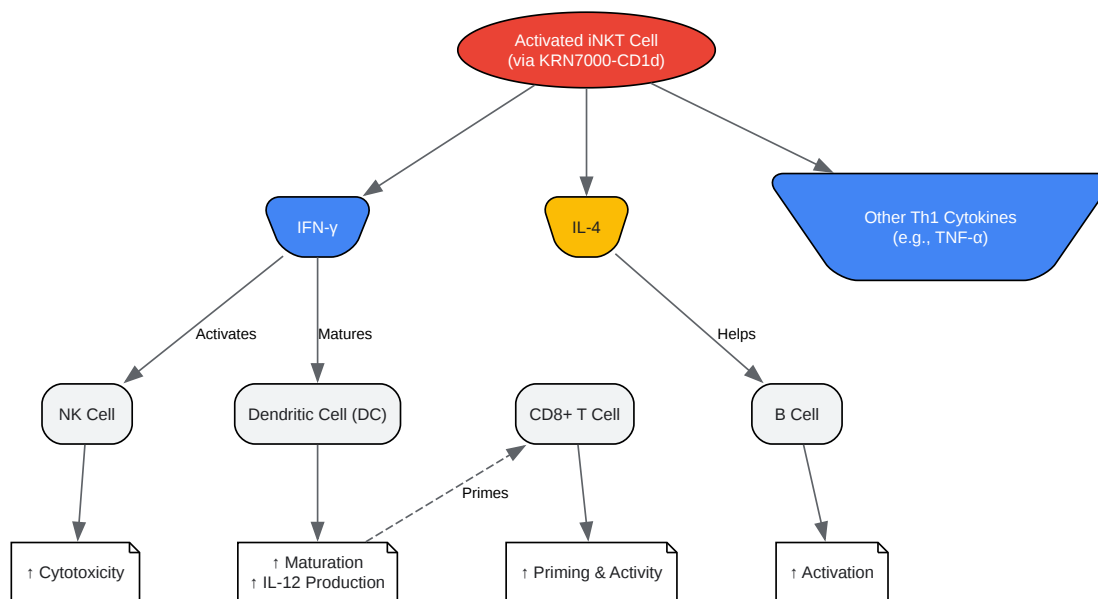 Activated iNKT Cell
(via KRN7000-CD1d)
IFN-γ
IL-4
Other Th1 Cytokines
(e.g., TNF-α)
Activates
Matures
Helps
NK Cell
Dendritic Cell (DC)
CD8+ T Cell
B Cell
Primes
↑ Cytotoxicity
↑ Maturation
↑ IL-12 Production
↑ Priming & Activity
↑ Activation